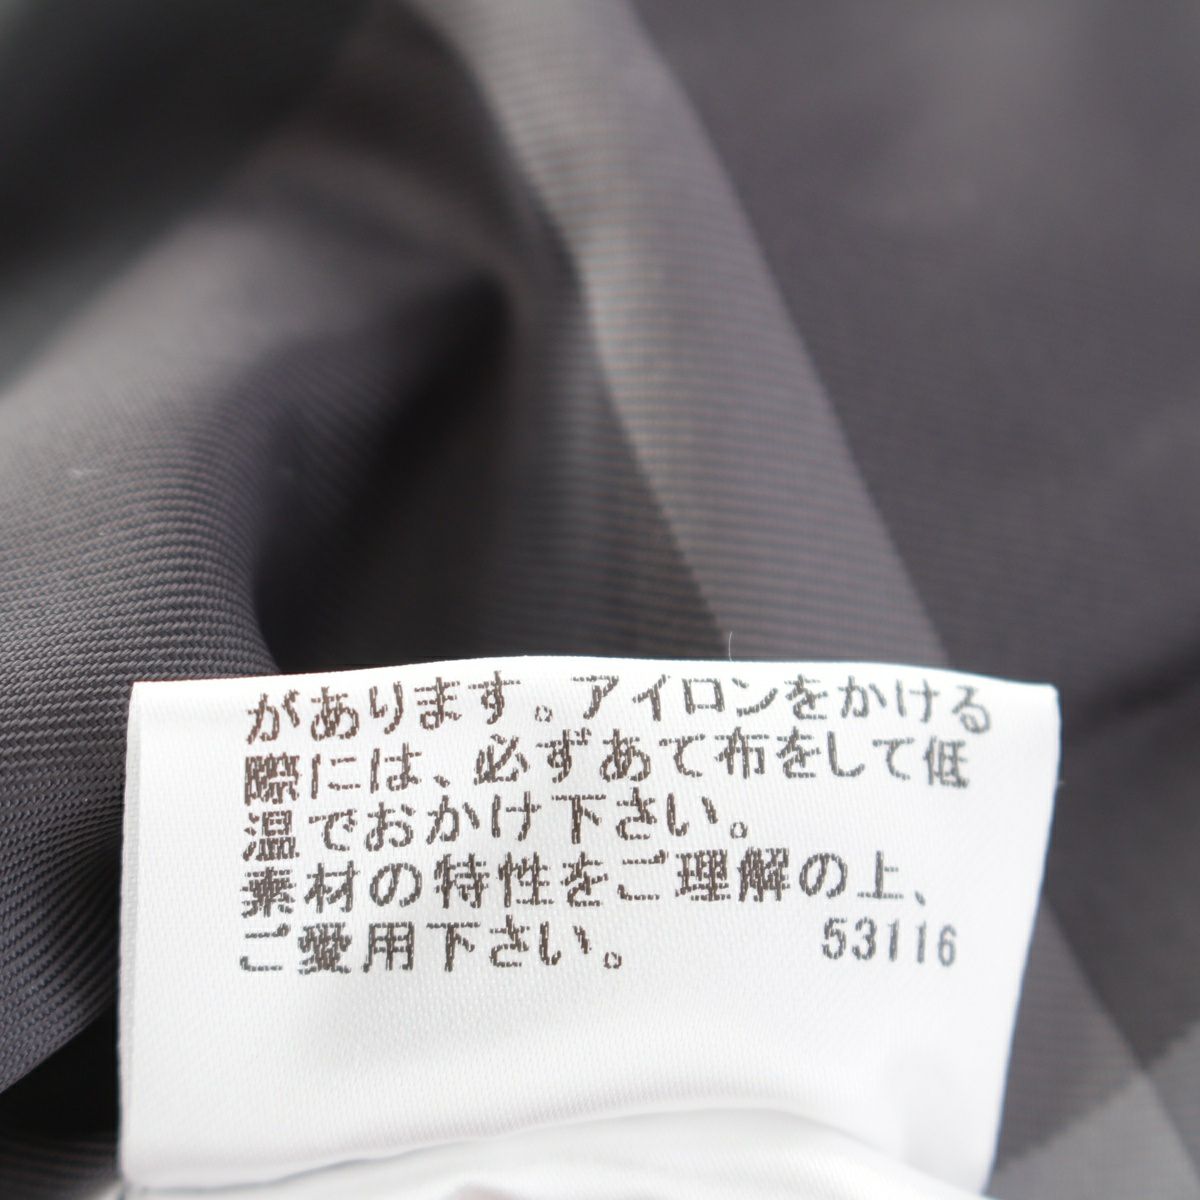 があります。アイロンをかける
際には、必ずあて布をして低
温でおかけ下さい。
素材の特性をご理解の上、
ご愛用下さい。 53116